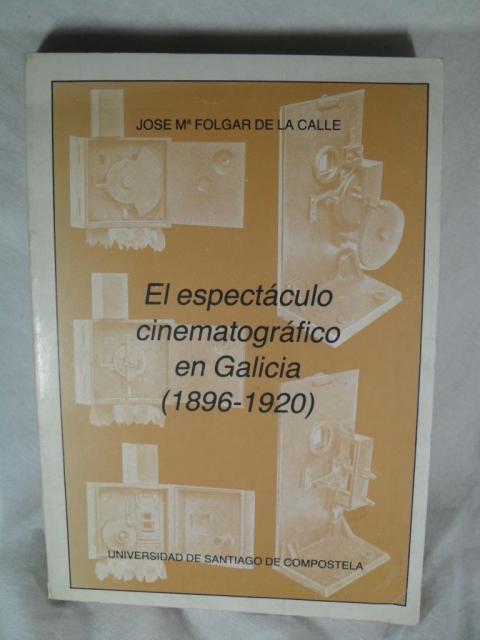 JOSE Mª FOLGAR DE LA CALLE
El espectáculo
cinematográfico
en Galicia
(1896-1920)
UNIVERSIDAD DE SANTIAGO DE COMPOSTELA